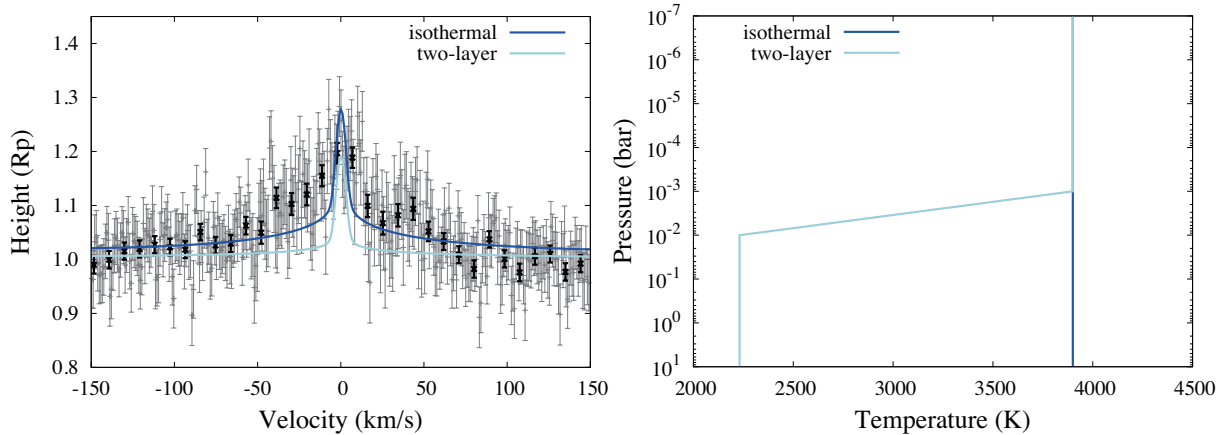 isothermal
two-layer
1.4
1.3
1.2
1.1
1.0
0.9
0.8
Height (Rp)
-150 -100 -50 0 50 100 150
Velocity (km/s)
isothermal
two-layer
10⁻⁷
10⁻⁶
10⁻⁵
10⁻⁴
10⁻³
10⁻²
10⁻¹
10⁰
10¹
Pressure (bar)
2000 2500 3000 3500 4000 4500
Temperature (K)